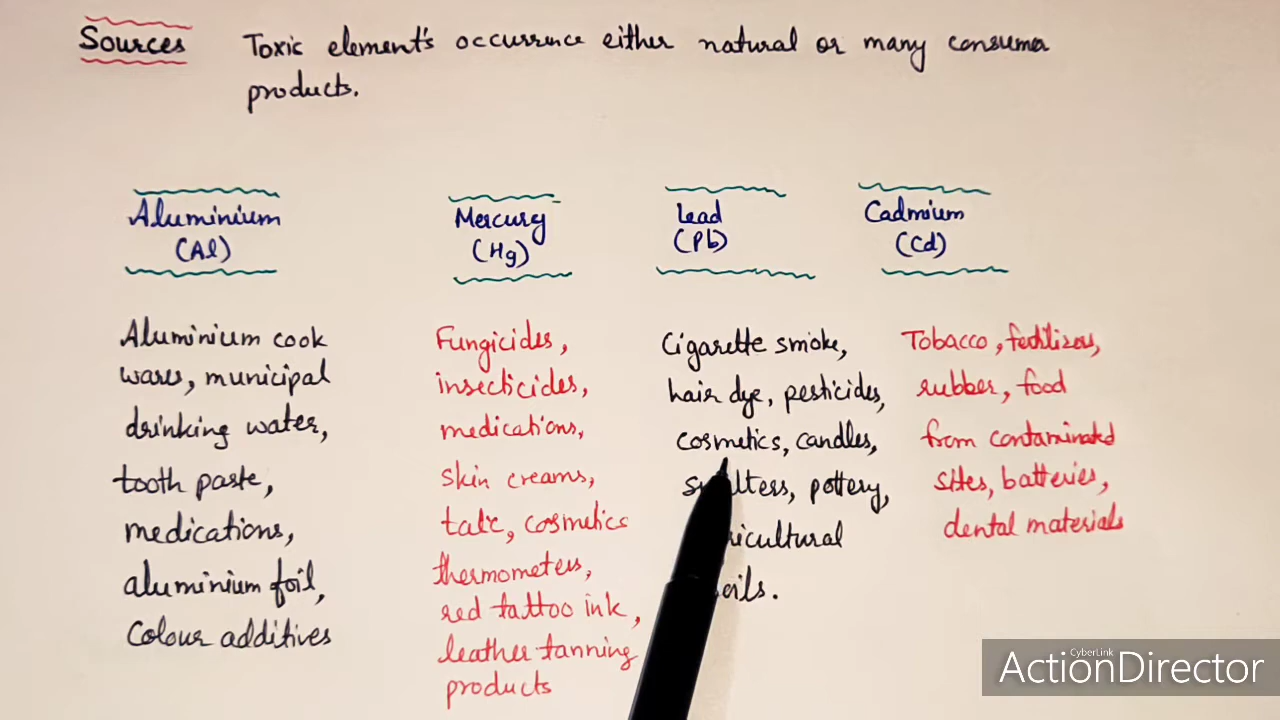 Sources Toxic element's occurrence either natural or many consumer
products.
Aluminium
(Al)
Aluminium cook
wares, municipal
drinking water,
tooth paste,
medications,
aluminium foil,
Colour additives
Mercury
(Hg)
Fungicides,
insecticides,
medications,
skin creams,
talc, cosmetics
thermometers,
red tattoo ink,
leather tanning
products
Lead
(Pb)
Cigarette smoke,
hair dye, pesticides,
cosmetics, candles,
pottery,
Cadmium
(Cd)
Tobacco, fertilizers,
rubber, food
from contaminated
sites, batteries,
dental materials
CyberLink
ActionDirector